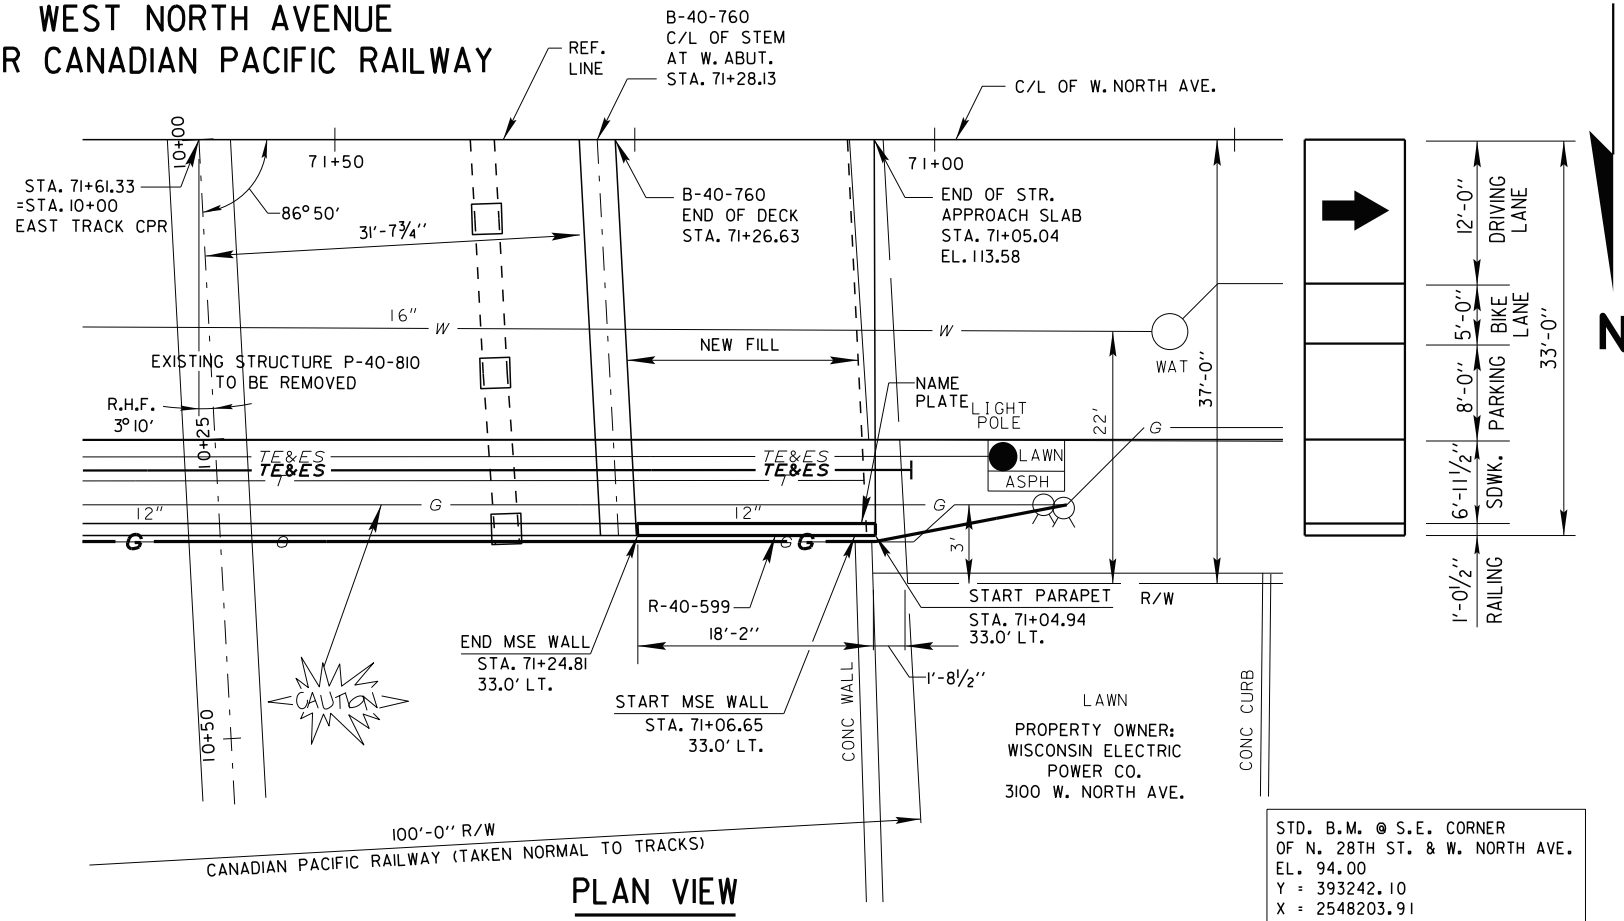 WEST NORTH AVENUE
R CANADIAN PACIFIC RAILWAY
REF.
LINE
B-40-760
C/L OF STEM
AT W. ABUT.
STA. 71+28.13
C/L OF W. NORTH AVE.
10+00
71+50
71+00
STA. 71+61.33
=STA. 10+00
EAST TRACK CPR
86°50'
31'-7¾"
B-40-760
END OF DECK
STA. 71+26.63
END OF STR.
APPROACH SLAB
STA. 71+05.04
EL. 113.58
12'-0"
DRIVING
LANE
5'-0"
BIKE
LANE
33'-0"
8'-0"
PARKING
6'-11½"
SDWK.
1'-0½"
RAILING
N
16"
W
W
NEW FILL
WAT
EXISTING STRUCTURE P-40-810
TO BE REMOVED
R.H.F.
3°10'
NAME
PLATE
LIGHT
POLE
22'
37'-0"
G
10+25
TE&ES
TE&ES
TE&ES
TE&ES
LAWN
ASPH
12"
G
12"
G
G
G
G
G
3'
R-40-599
18'-2"
START PARAPET
STA. 71+04.94
33.0' LT.
R/W
END MSE WALL
STA. 71+24.81
33.0' LT.
1'-8½"
CAUTION
START MSE WALL
STA. 71+06.65
33.0' LT.
CONC WALL
LAWN
CONC CURB
10+50
PROPERTY OWNER:
WISCONSIN ELECTRIC
POWER CO.
3100 W. NORTH AVE.
100'-0" R/W
CANADIAN PACIFIC RAILWAY (TAKEN NORMAL TO TRACKS)
PLAN VIEW
STD. B.M. @ S.E. CORNER
OF N. 28TH ST. & W. NORTH AVE.
EL. 94.00
Y = 393242.10
X = 2548203.91